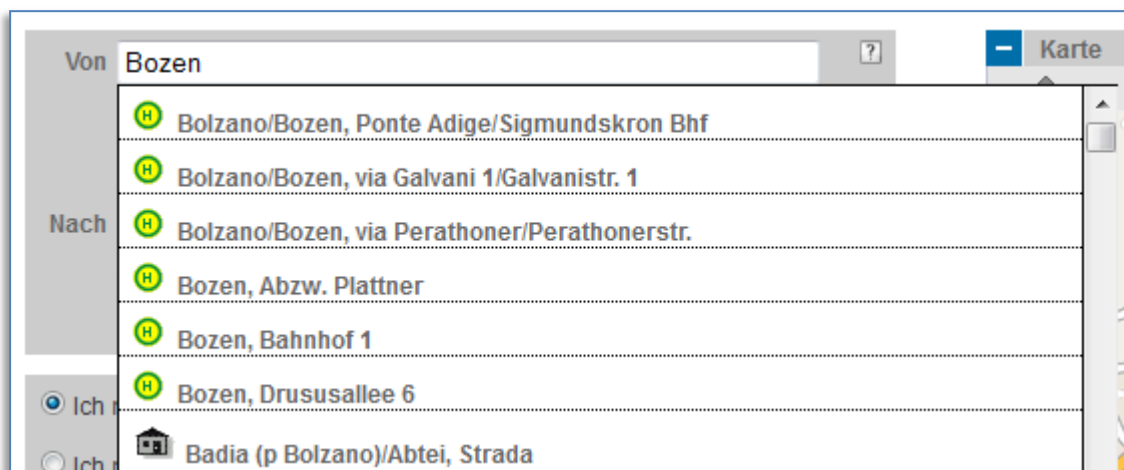 Von Bozen ? − Karte
H Bolzano/Bozen, Ponte Adige/Sigmundskron Bhf
H Bolzano/Bozen, via Galvani 1/Galvanistr. 1
Nach H Bolzano/Bozen, via Perathoner/Perathonerstr.
H Bozen, Abzw. Plattner
H Bozen, Bahnhof 1
H Bozen, Drususallee 6
Ich
Badia (p Bolzano)/Abtei, Strada
Ich